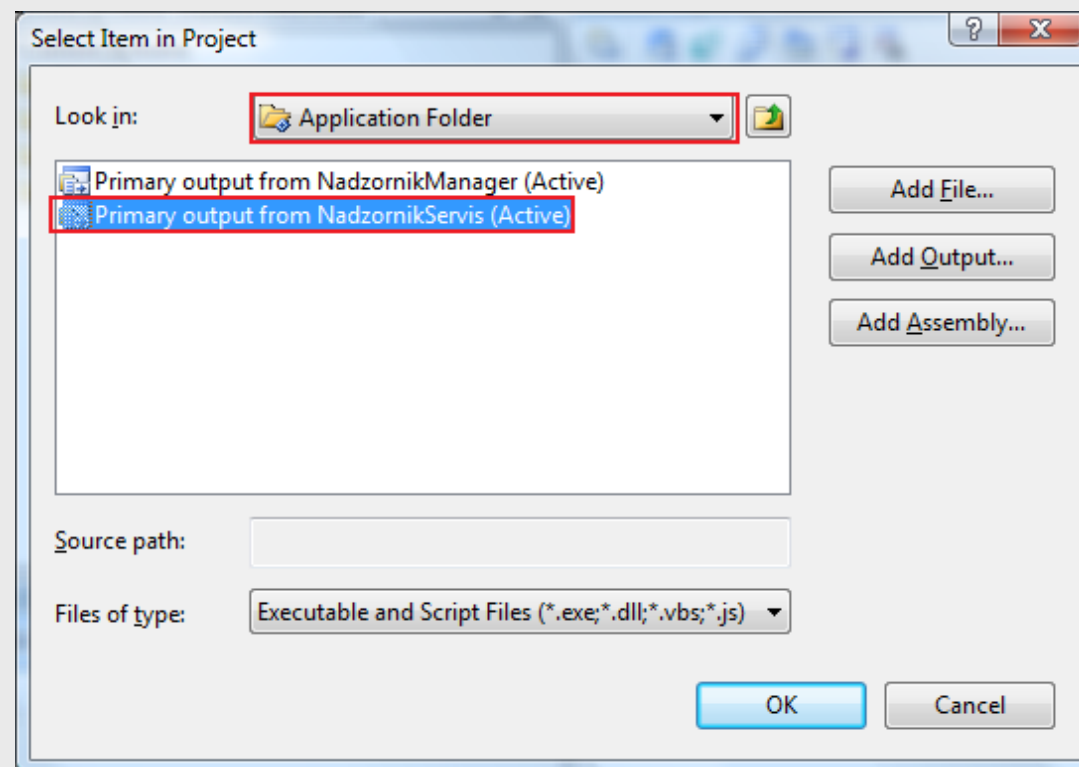 Select Item in Project
Look in:
Application Folder
Primary output from NadzornikManager (Active)
Primary output from NadzornikServis (Active)
Add File...
Add Output...
Add Assembly...
Source path:
Files of type:
Executable and Script Files (*.exe;*.dll;*.vbs;*.js)
OK
Cancel